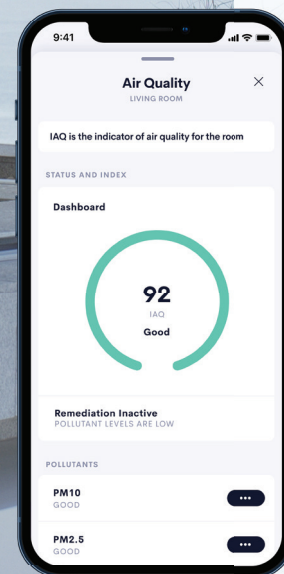 9:41
Air Quality
LIVING ROOM
IAQ is the indicator of air quality for the room
STATUS AND INDEX
Dashboard
92
IAQ
Good
Remediation Inactive
POLLUTANT LEVELS ARE LOW
POLLUTANTS
PM10
GOOD
PM2.5
GOOD